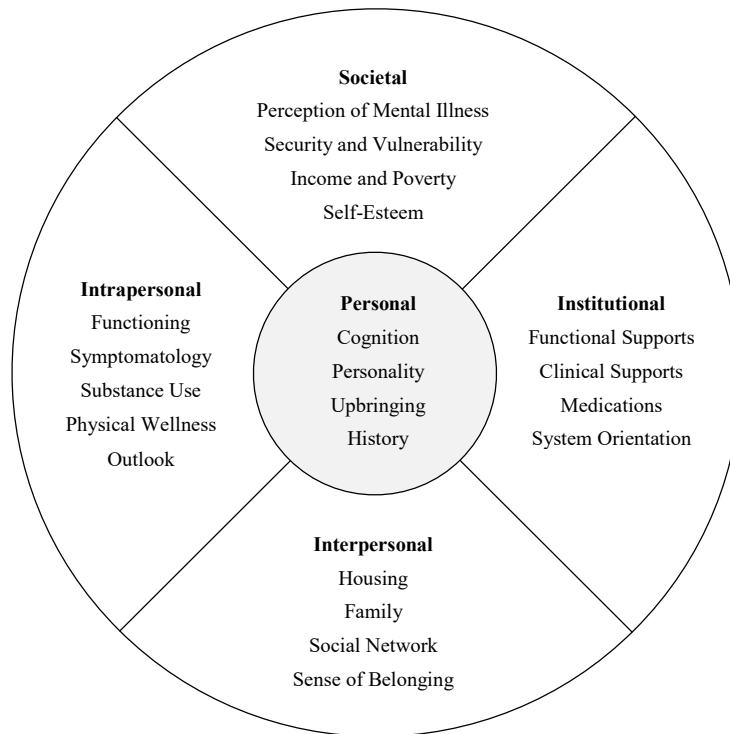 Societal
Perception of Mental Illness
Security and Vulnerability
Income and Poverty
Self-Esteem
Intrapersonal
Functioning
Symptomatology
Substance Use
Physical Wellness
Outlook
Personal
Cognition
Personality
Upbringing
History
Institutional
Functional Supports
Clinical Supports
Medications
System Orientation
Interpersonal
Housing
Family
Social Network
Sense of Belonging